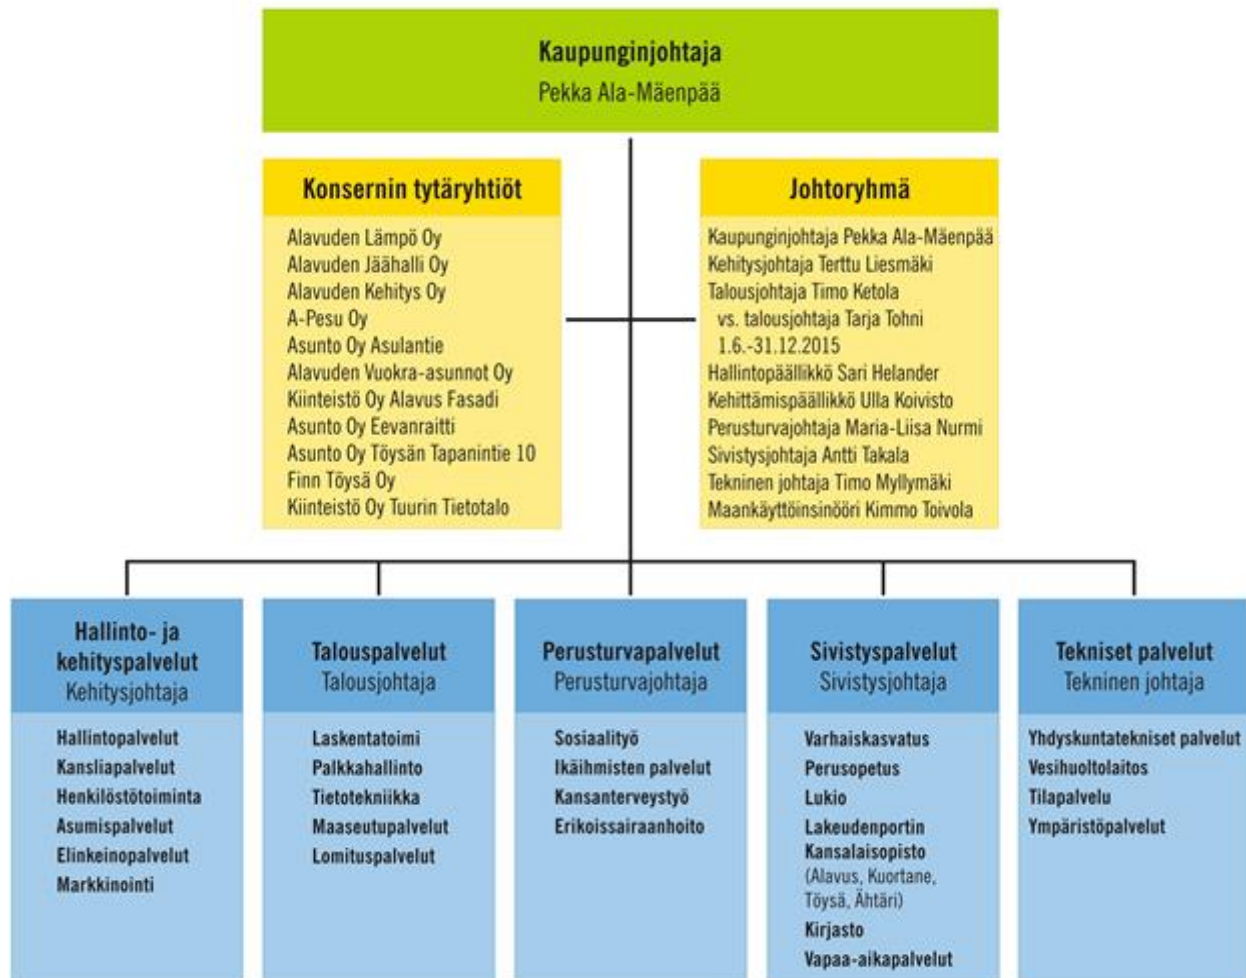 Kaupunginjohtaja
Pekka Ala-Mäenpää
Konsernin tytäryhtiöt
Alavuden Lämpö Oy
Alavuden Jäähalli Oy
Alavuden Kehitys Oy
A-Pesu Oy
Asunto Oy Asulantie
Alavuden Vuokra-asunnot Oy
Kiinteistö Oy Alavus Fasadi
Asunto Oy Eevanraitti
Asunto Oy Töysän Tapanintie 10
Finn Töysä Oy
Kiinteistö Oy Tuurin Tietotalo
Johtoryhmä
Kaupunginjohtaja Pekka Ala-Mäenpää
Kehitysjohtaja Terttu Liesmäki
Talousjohtaja Timo Ketola
vs. talousjohtaja Tarja Tohni
1.6.-31.12.2015
Hallintopäällikkö Sari Helander
Kehittämispäällikkö Ulla Koivisto
Perusturvajohtaja Maria-Liisa Nurmi
Sivistysjohtaja Antti Takala
Tekninen johtaja Timo Myllymäki
Maankäyttöinsinööri Kimmo Toivola
Hallinto- ja
kehityspalvelut
Kehitysjohtaja
Hallintopalvelut
Kansliapalvelut
Henkilöstötoiminta
Asumispalvelut
Elinkeinopalvelut
Markkinointi
Talouspalvelut
Talousjohtaja
Laskentatoimi
Palkkahallinto
Tietotekniikka
Maaseutupalvelut
Lomituspalvelut
Perusturvapalvelut
Perusturvajohtaja
Sosiaalityö
Ikäihmisten palvelut
Kansanterveystyö
Erikoissairaanhoito
Sivistyspalvelut
Sivistysjohtaja
Varhaiskasvatus
Perusopetus
Lukio
Lakeudenportin
Kansalaisopisto
(Alavus, Kuortane,
Töysä, Ähtäri)
Kirjasto
Vapaa-aikapalvelut
Tekniset palvelut
Tekninen johtaja
Yhdyskuntatekniset palvelut
Vesihuoltolaitos
Tilapalvelu
Ympäristöpalvelut